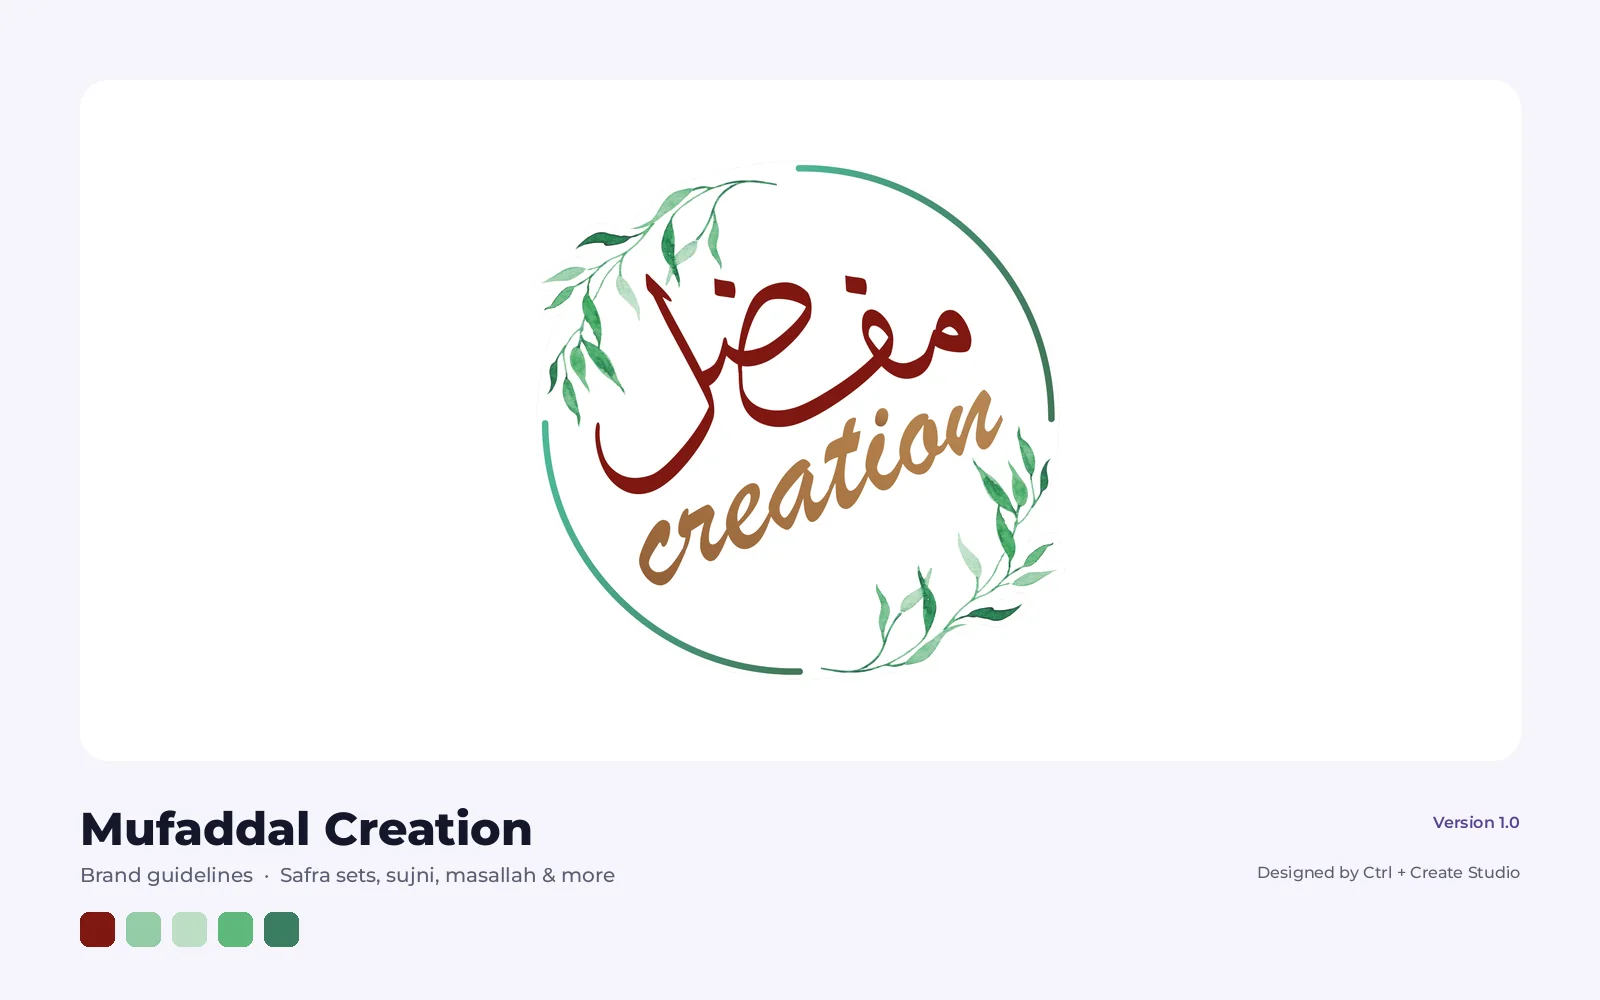 مفضل
creation
Mufaddal Creation
Brand guidelines · Safra sets, sujni, masallah & more
Version 1.0
Designed by Ctrl + Create Studio